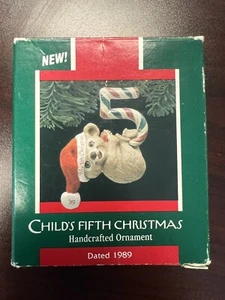 NEW!
5
CHILD'S FIFTH CHRISTMAS
Handcrafted Ornament
Dated 1989